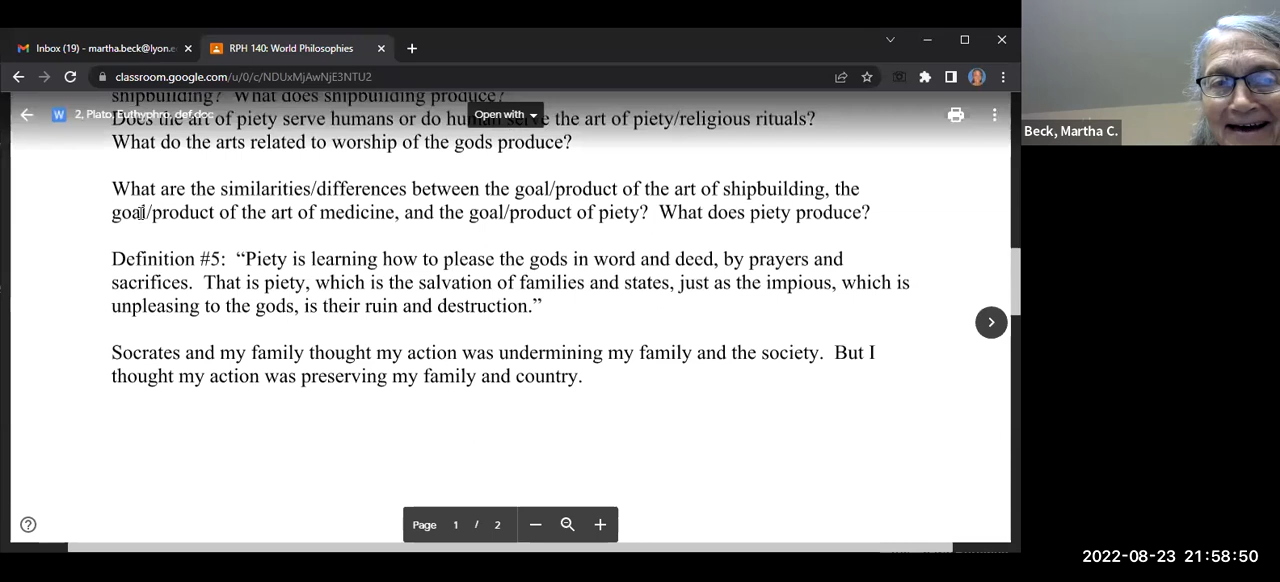 Inbox (19) - martha.beck@lyon.e
RPH 140: World Philosophies
classroom.google.com/u/0/c/NDUxMjAwNjE3NTU2
shipbuilding? What does shipbuilding produce?
2, Plato, Euthyphro, def.doc
Open with
Does the art of piety serve humans or do human serve the art of piety/religious rituals?
What do the arts related to worship of the gods produce?
What are the similarities/differences between the goal/product of the art of shipbuilding, the
goal/product of the art of medicine, and the goal/product of piety? What does piety produce?
Definition #5: “Piety is learning how to please the gods in word and deed, by prayers and
sacrifices. That is piety, which is the salvation of families and states, just as the impious, which is
unpleasing to the gods, is their ruin and destruction.”
Socrates and my family thought my action was undermining my family and the society. But I
thought my action was preserving my family and country.
Page 1 / 2
Beck, Martha C.
2022-08-23 21:58:50